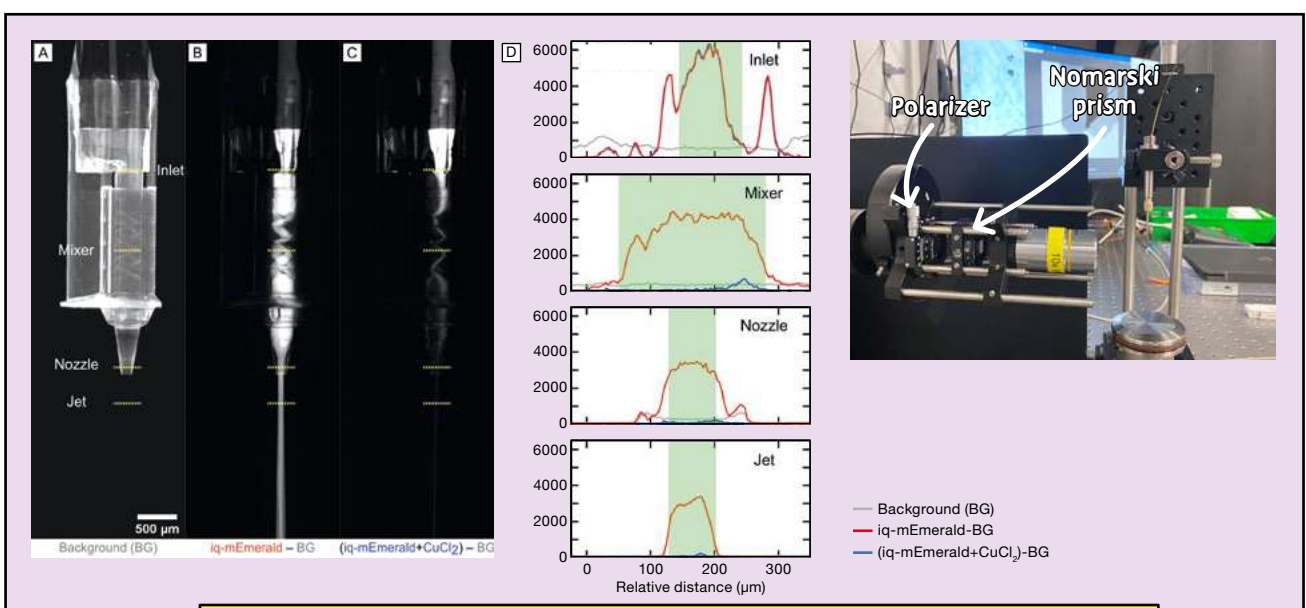 A
B
C
Inlet
Mixer
Nozzle
Jet
500 µm
Background (BG)
iq-mEmerald – BG
(iq-mEmerald+CuCl2) – BG
D
6000
4000
2000
0
Inlet
6000
4000
2000
0
Mixer
6000
4000
2000
0
Nozzle
6000
4000
2000
0
Jet
0 100 200 300
Relative distance (µm)
Polarizer
Nomarski
prism
10x
Background (BG)
iq-mEmerald-BG
(iq-mEmerald+CuCl₂)-BG